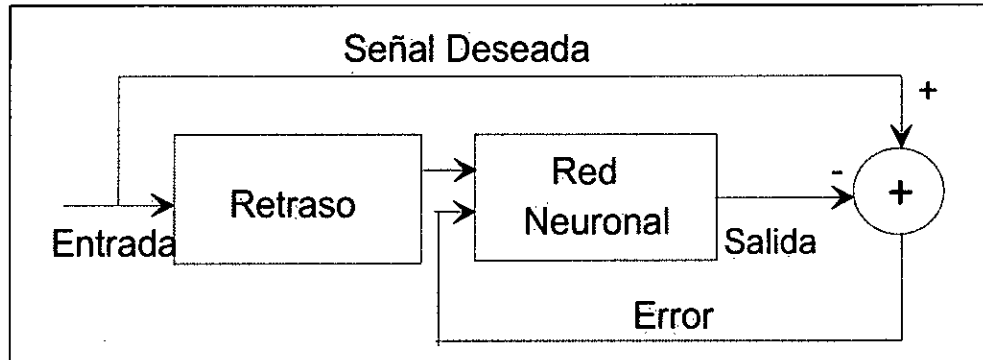 Señal Deseada
+
Retraso
Red
Neuronal
-
+
Entrada
Salida
Error